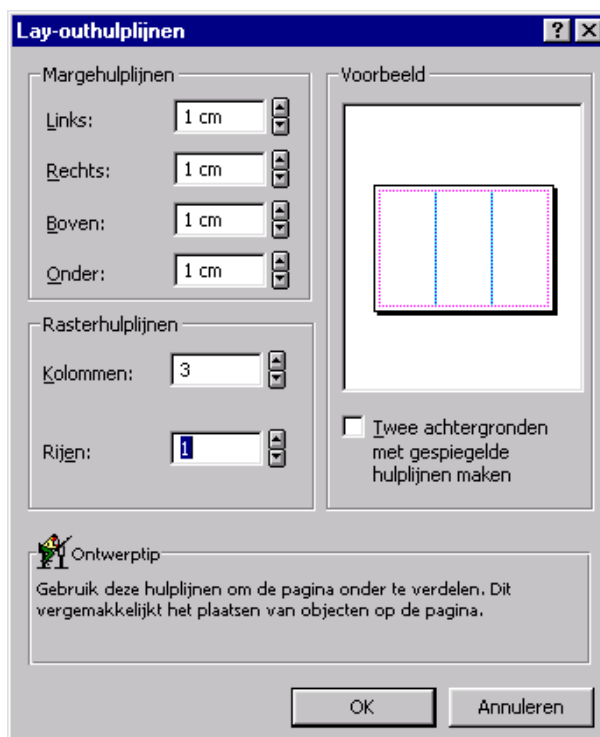 Lay-outhulplijnen
Margehulplijnen
Links: 1 cm
Rechts: 1 cm
Boven: 1 cm
Onder: 1 cm
Rasterhulplijnen
Kolommen: 3
Rijen: 1
Voorbeeld
Twee achtergronden
met gespiegelde
hulplijnen maken
Ontwerptip
Gebruik deze hulplijnen om de pagina onder te verdelen. Dit
vergemakkelijkt het plaatsen van objecten op de pagina.
OK Annuleren